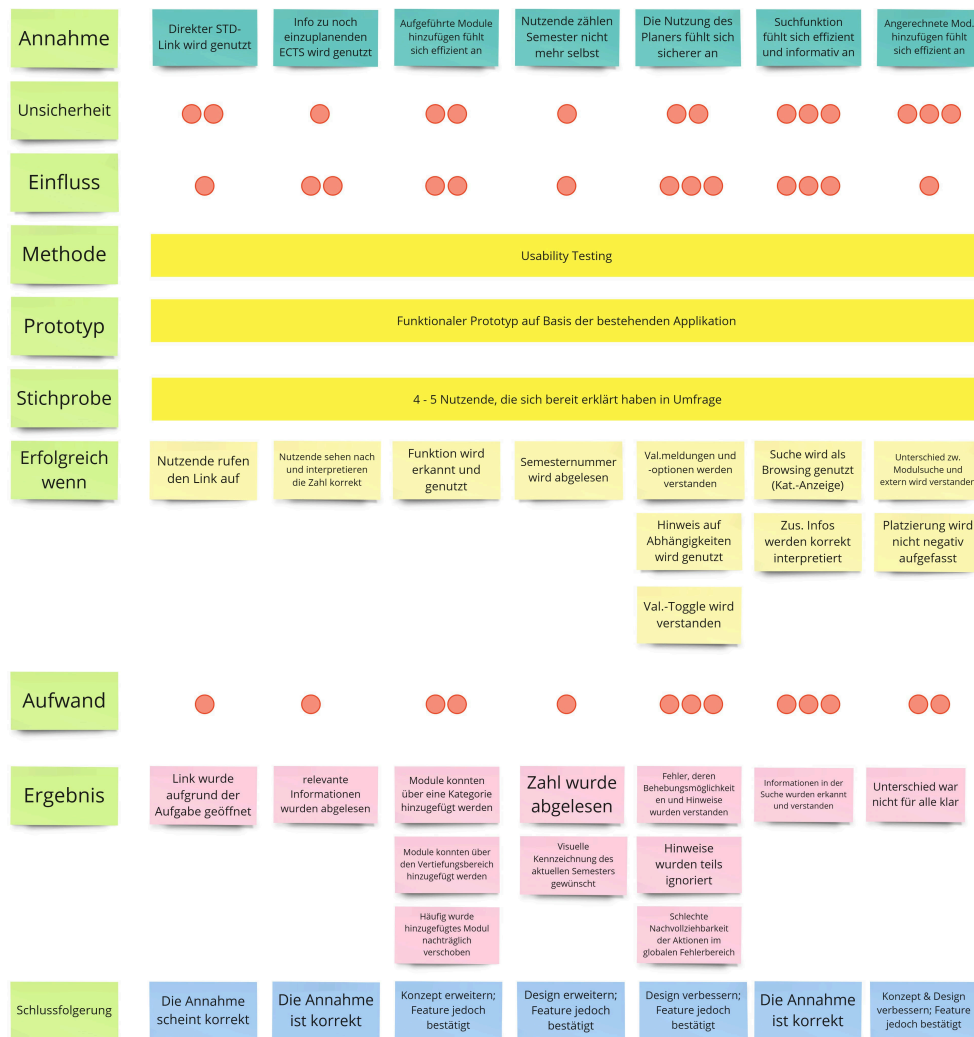 Annahme
Direkter STD-
Link wird genutzt
Info zu noch
einzuplanenden
ECTS wird genutzt
Aufgeführte Module
hinzufügen fühlt
sich effizient an
Nutzende zählen
Semester nicht
mehr selbst
Die Nutzung des
Planers fühlt sich
sicherer an
Suchfunktion
fühlt sich effizient
und informativ an
Angerechnete Mod.
hinzufügen fühlt
sich effizient an
Unsicherheit
Einfluss
Methode
Usability Testing
Prototyp
Funktionaler Prototyp auf Basis der bestehenden Applikation
Stichprobe
4 - 5 Nutzende, die sich bereit erklärt haben in Umfrage
Erfolgreich
wenn
Nutzende rufen
den Link auf
Nutzende sehen nach
und interpretieren
die Zahl korrekt
Funktion wird
erkannt und
genutzt
Semesternummer
wird abgelesen
Val.meldungen und
-optionen werden
verstanden
Suche wird als
Browsing genutzt
(Kat.-Anzeige)
Unterschied zw.
Modulsuche und
extern wird verstanden
Hinweis auf
Abhängigkeiten
wird genutzt
Zus. Infos
werden korrekt
interpretiert
Platzierung wird
nicht negativ
aufgefasst
Val.-Toggle wird
verstanden
Aufwand
Ergebnis
Link wurde
aufgrund der
Aufgabe geöffnet
relevante
Informationen
wurden abgelesen
Module konnten
über eine Kategorie
hinzugefügt werden
Zahl wurde
abgelesen
Fehler, deren
Behebungsmöglichkeit
en und Hinweise
wurden verstanden
Informationen in der
Suche wurden erkannt
und verstanden
Unterschied war
nicht für alle klar
Module konnten über
den Vertiefungsbereich
hinzugefügt werden
Visuelle
Kennzeichnung des
aktuellen Semesters
gewünscht
Hinweise
wurden teils
ignoriert
Häufig wurde
hinzugefügtes Modul
nachträglich
verschoben
Schlechte
Nachvollziehbarkeit
der Aktionen im
globalen Fehlerbereich
Schlussfolgerung
Die Annahme
scheint korrekt
Die Annahme
ist korrekt
Konzept erweitern;
Feature jedoch
bestätigt
Design erweitern;
Feature jedoch
bestätigt
Design verbessern;
Feature jedoch
bestätigt
Die Annahme
ist korrekt
Konzept & Design
verbessern; Feature
jedoch bestätigt